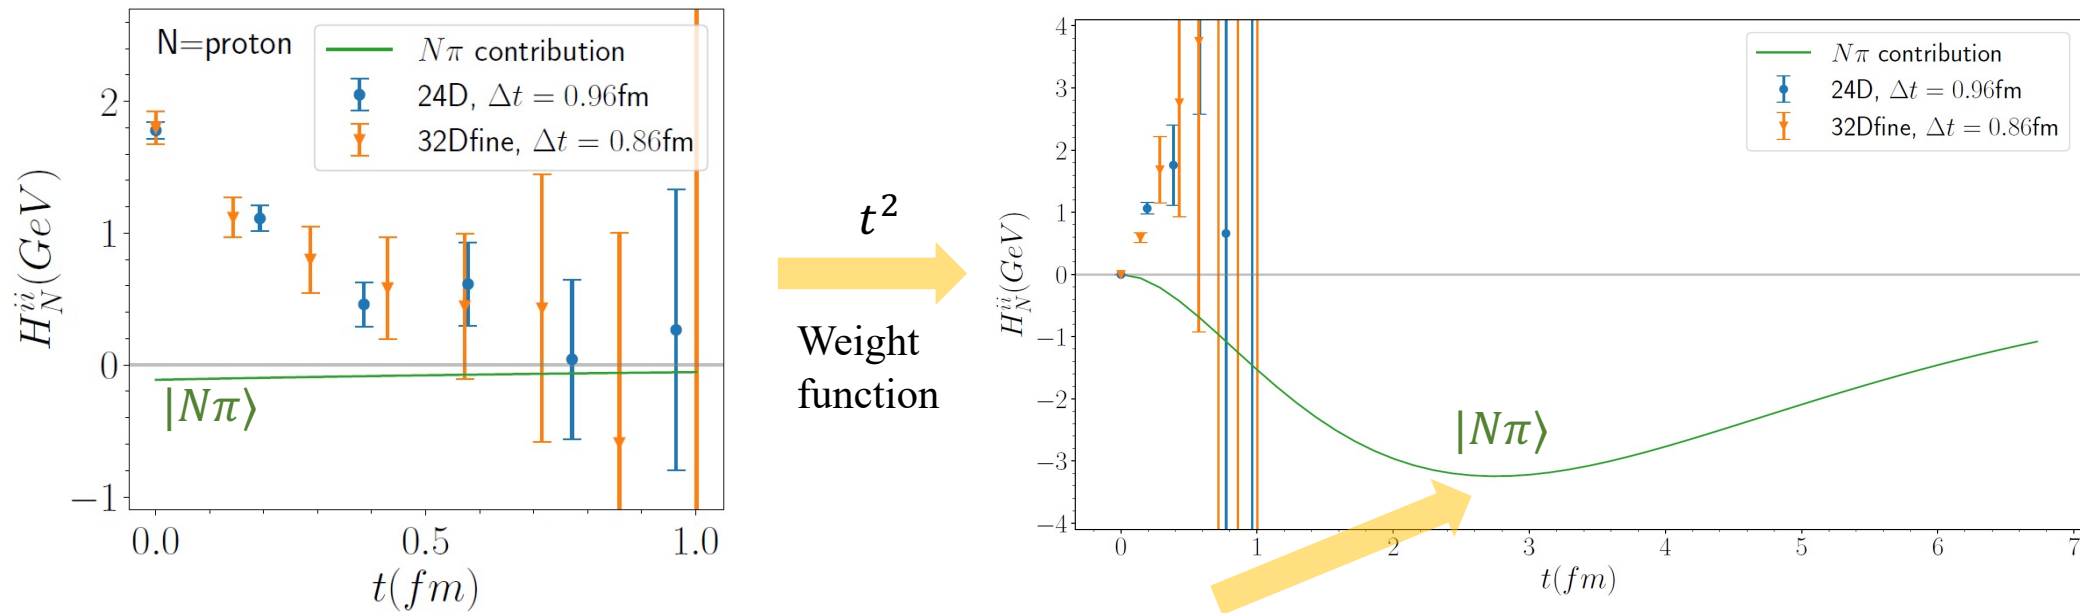 N=proton
Nπ contribution
24D, Δt = 0.96fm
32Dfine, Δt = 0.86fm
2
1
0
−1
H_N^{ii}(GeV)
|Nπ⟩
0.0 0.5 1.0
t(fm)
t²
Weight
function
Nπ contribution
24D, Δt = 0.96fm
32Dfine, Δt = 0.86fm
4
3
2
1
0
−1
−2
−3
−4
H_N^{ii}(GeV)
|Nπ⟩
0 1 2 3 4 5 6 7
t(fm)